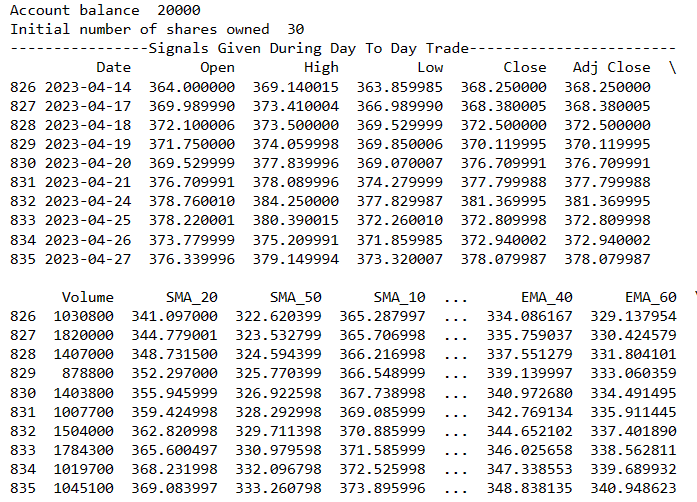 Account balance  20000
Initial number of shares owned  30
---------------Signals Given During Day To Day Trade-----------------------
Date Open High Low Close Adj Close \
826 2023-04-14 364.000000 369.140015 363.859985 368.250000 368.250000
827 2023-04-17 369.989990 373.410004 366.989990 368.380005 368.380005
828 2023-04-18 372.100006 373.500000 369.529999 372.500000 372.500000
829 2023-04-19 371.750000 374.059998 369.850006 370.119995 370.119995
830 2023-04-20 369.529999 377.839996 369.070007 376.709991 376.709991
831 2023-04-21 376.709991 378.089996 374.279999 377.799988 377.799988
832 2023-04-24 378.760010 384.250000 377.829987 381.369995 381.369995
833 2023-04-25 378.220001 380.390015 372.260010 372.809998 372.809998
834 2023-04-26 373.779999 375.209991 371.859985 372.940002 372.940002
835 2023-04-27 376.339996 379.149994 373.320007 378.079987 378.079987
Volume SMA_20 SMA_50 SMA_10 ... EMA_40 EMA_60 \
826 1030800 341.097000 322.620399 365.287997 ... 334.086167 329.137954
827 1820000 344.779001 323.532799 365.706998 ... 335.759037 330.424579
828 1407000 348.731500 324.594399 366.216998 ... 337.551279 331.804101
829 878800 352.297000 325.770399 366.548999 ... 339.139997 333.060359
830 1403800 355.945999 326.922598 367.738998 ... 340.972680 334.491495
831 1007700 359.424998 328.292998 369.085999 ... 342.769134 335.911445
832 1504000 362.820998 329.711398 370.885999 ... 344.652102 337.401890
833 1784300 365.600497 330.979598 371.585999 ... 346.025658 338.562811
834 1019700 368.231998 332.096798 372.525998 ... 347.338553 339.689932
835 1045100 369.083997 333.260798 373.895996 ... 348.838135 340.948623